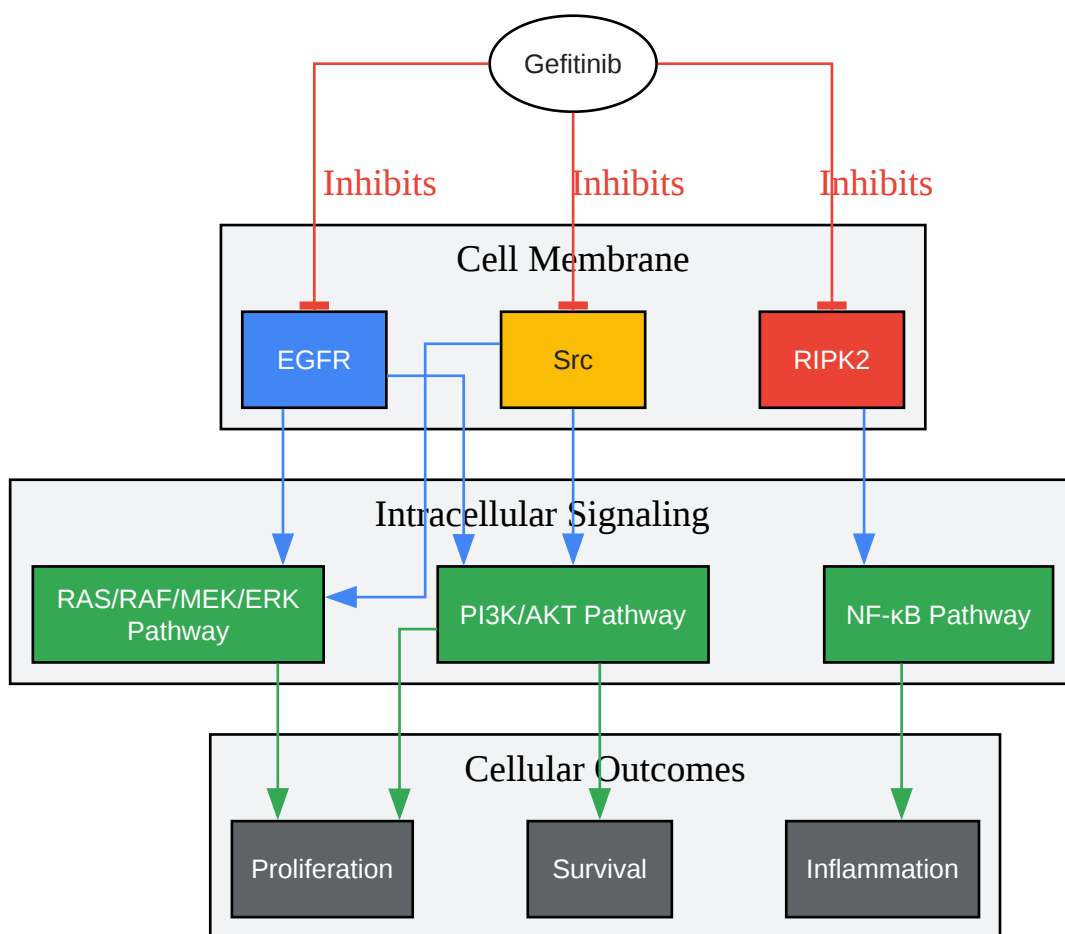 Gefitinib
Inhibits
Inhibits
Inhibits
Cell Membrane
EGFR
Src
RIPK2
Intracellular Signaling
RAS/RAF/MEK/ERK
Pathway
PI3K/AKT Pathway
NF-κB Pathway
Cellular Outcomes
Proliferation
Survival
Inflammation